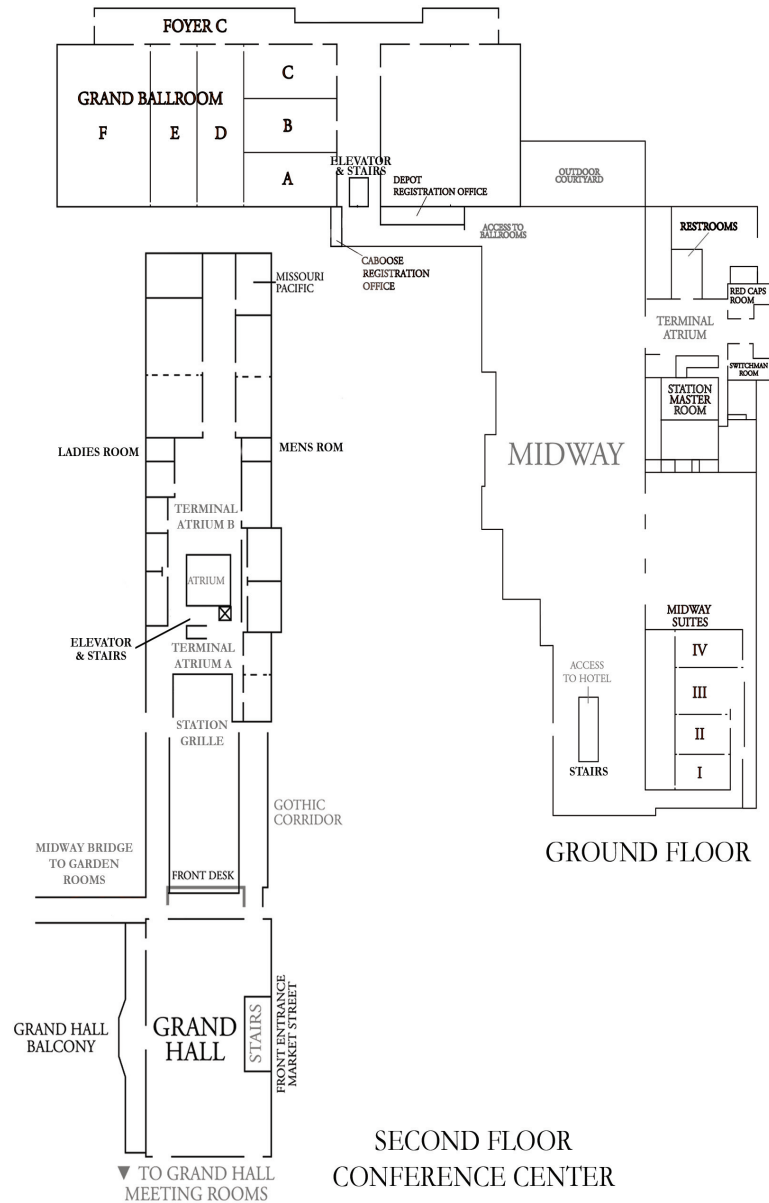 FOYER C
GRAND BALLROOM
F
E
D
C
B
A
ELEVATOR
& STAIRS
DEPOT
REGISTRATION OFFICE
OUTDOOR
COURTYARD
ACCESS TO
BALLROOMS
RESTROOMS
CABOOSE
REGISTRATION
OFFICE
MISSOURI
PACIFIC
RED CAPS
ROOM
TERMINAL
ATRIUM
SWITCHMAN
ROOM
STATION
MASTER
ROOM
LADIES ROOM
MENS ROM
MIDWAY
TERMINAL
ATRIUM B
ATRIUM
ELEVATOR
& STAIRS
TERMINAL
ATRIUM A
MIDWAY
SUITES
IV
III
II
I
ACCESS
TO HOTEL
STAIRS
STATION
GRILLE
GOTHIC
CORRIDOR
MIDWAY BRIDGE
TO GARDEN
ROOMS
FRONT DESK
GROUND FLOOR
GRAND HALL
BALCONY
GRAND
HALL
STAIRS
FRONT ENTRANCE
MARKET STREET
SECOND FLOOR
CONFERENCE CENTER
▼ TO GRAND HALL
MEETING ROOMS